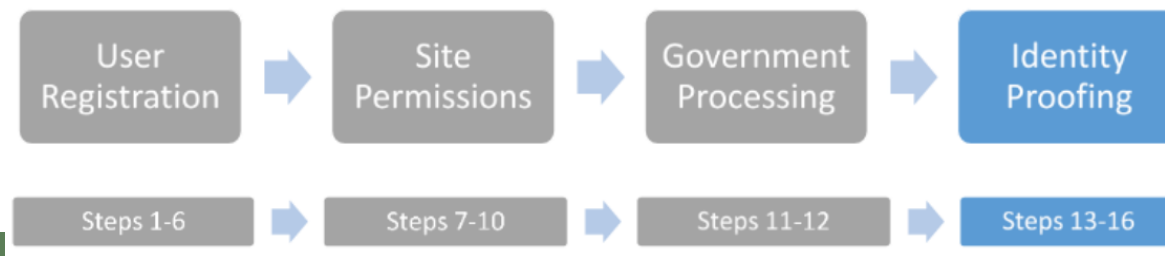 User
Registration
Site
Permissions
Government
Processing
Identity
Proofing
Steps 1-6
Steps 7-10
Steps 11-12
Steps 13-16